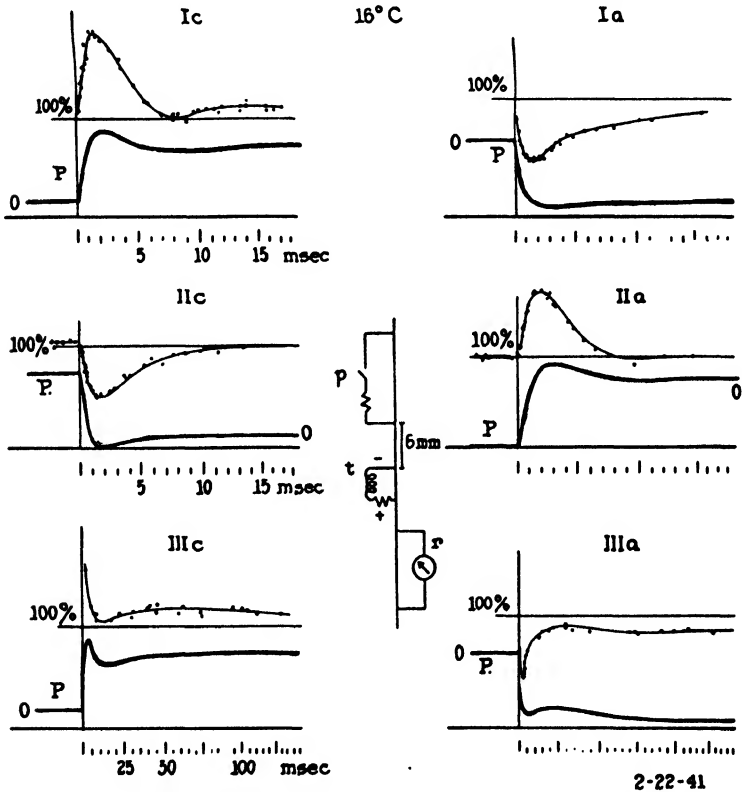 Ic 16°C Ia
100% 100%
0 P 0 P
5 10 15 msec
IIc IIa
100% 100%
P. 0 P 0
p
6mm
t -
+
r
5 10 15 msec
IIIc IIIa
100% 100%
0 P 0 P.
25 50 100 msec
2-22-41